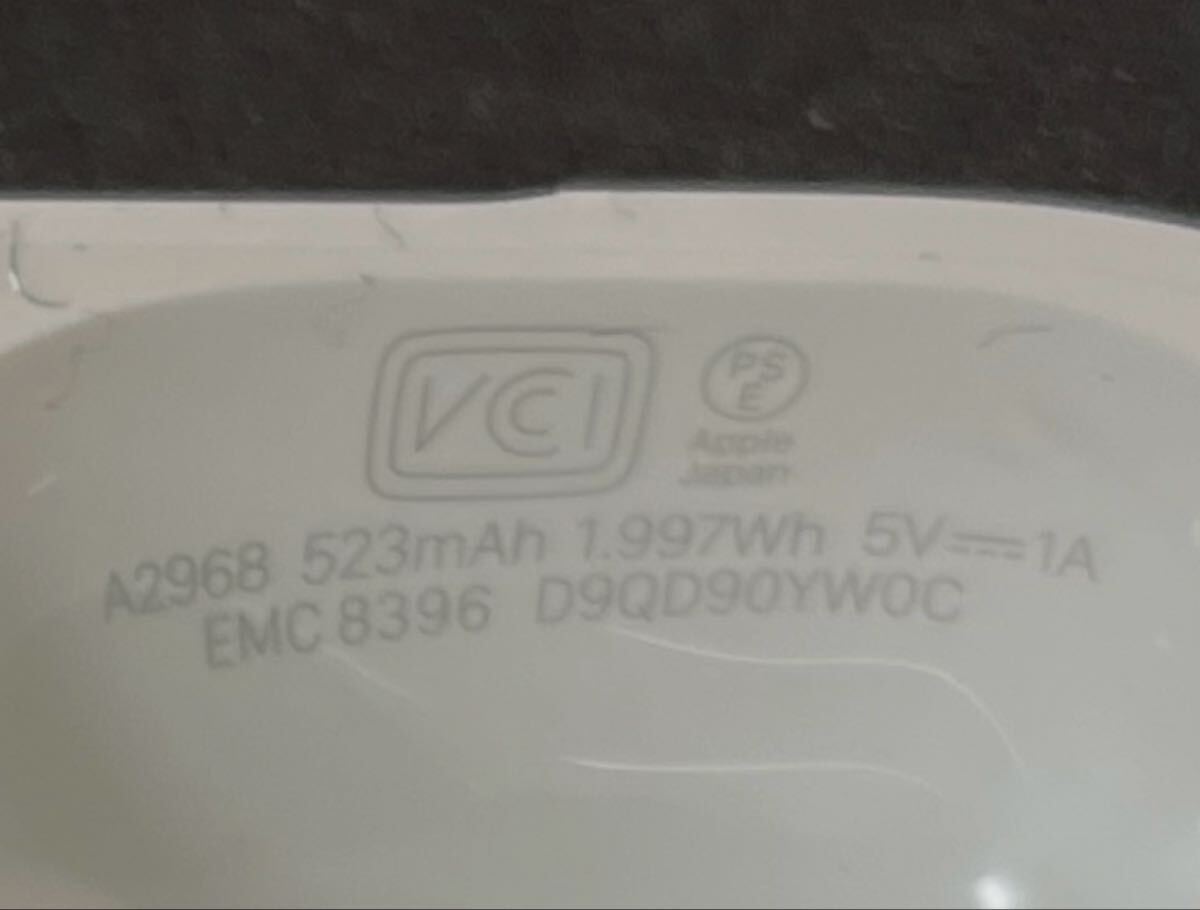 VCI
PS
E
Apple
Japan
A2968 523mAh 1.997Wh 5V⎓1A
EMC 8396 D9QD90YW0C